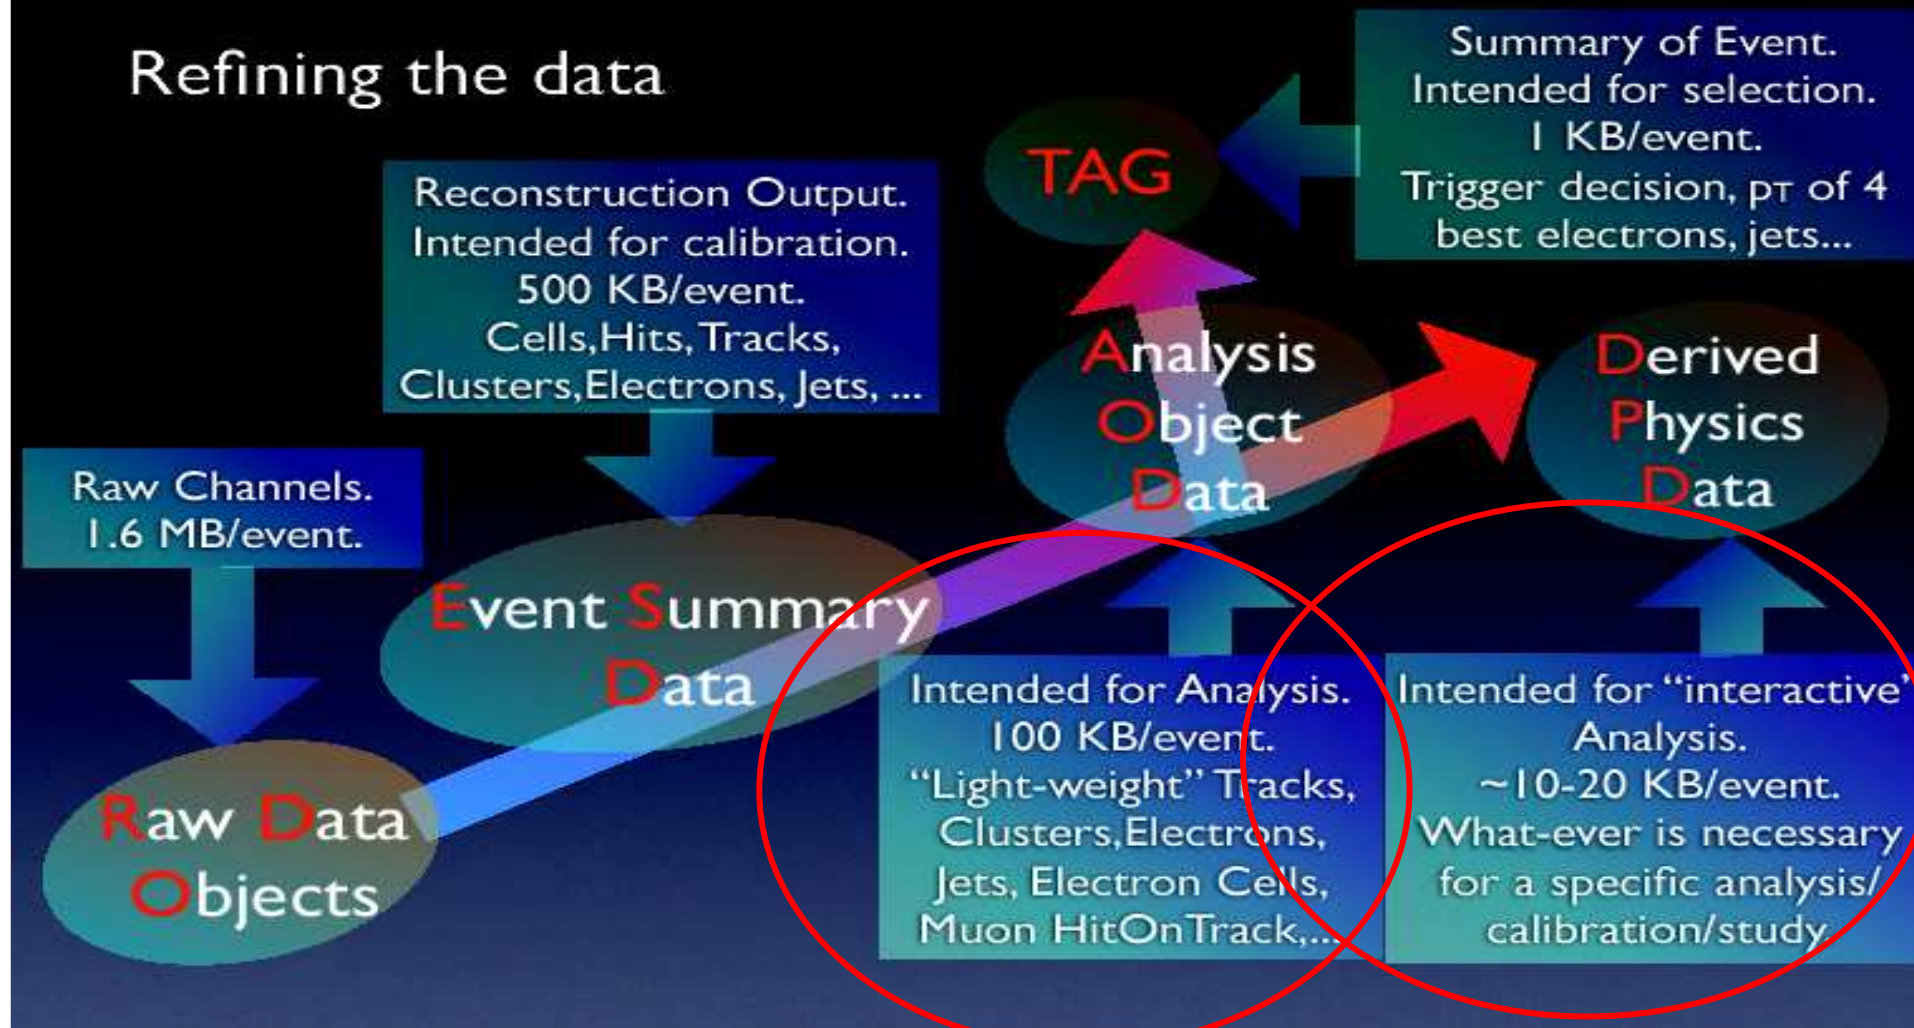 Refining the data
Summary of Event.
Intended for selection.
1 KB/event.
Trigger decision, pT of 4
best electrons, jets...
TAG
Reconstruction Output.
Intended for calibration.
500 KB/event.
Cells,Hits,Tracks,
Clusters,Electrons, Jets, ...
Analysis
Object
Data
Derived
Physics
Data
Raw Channels.
1.6 MB/event.
Event Summary
Data
Raw Data
Objects
Intended for Analysis.
100 KB/event.
“Light-weight” Tracks,
Clusters,Electrons,
Jets, Electron Cells,
Muon HitOnTrack,...
Intended for “interactive”
Analysis.
~10-20 KB/event.
What-ever is necessary
for a specific analysis/
calibration/study